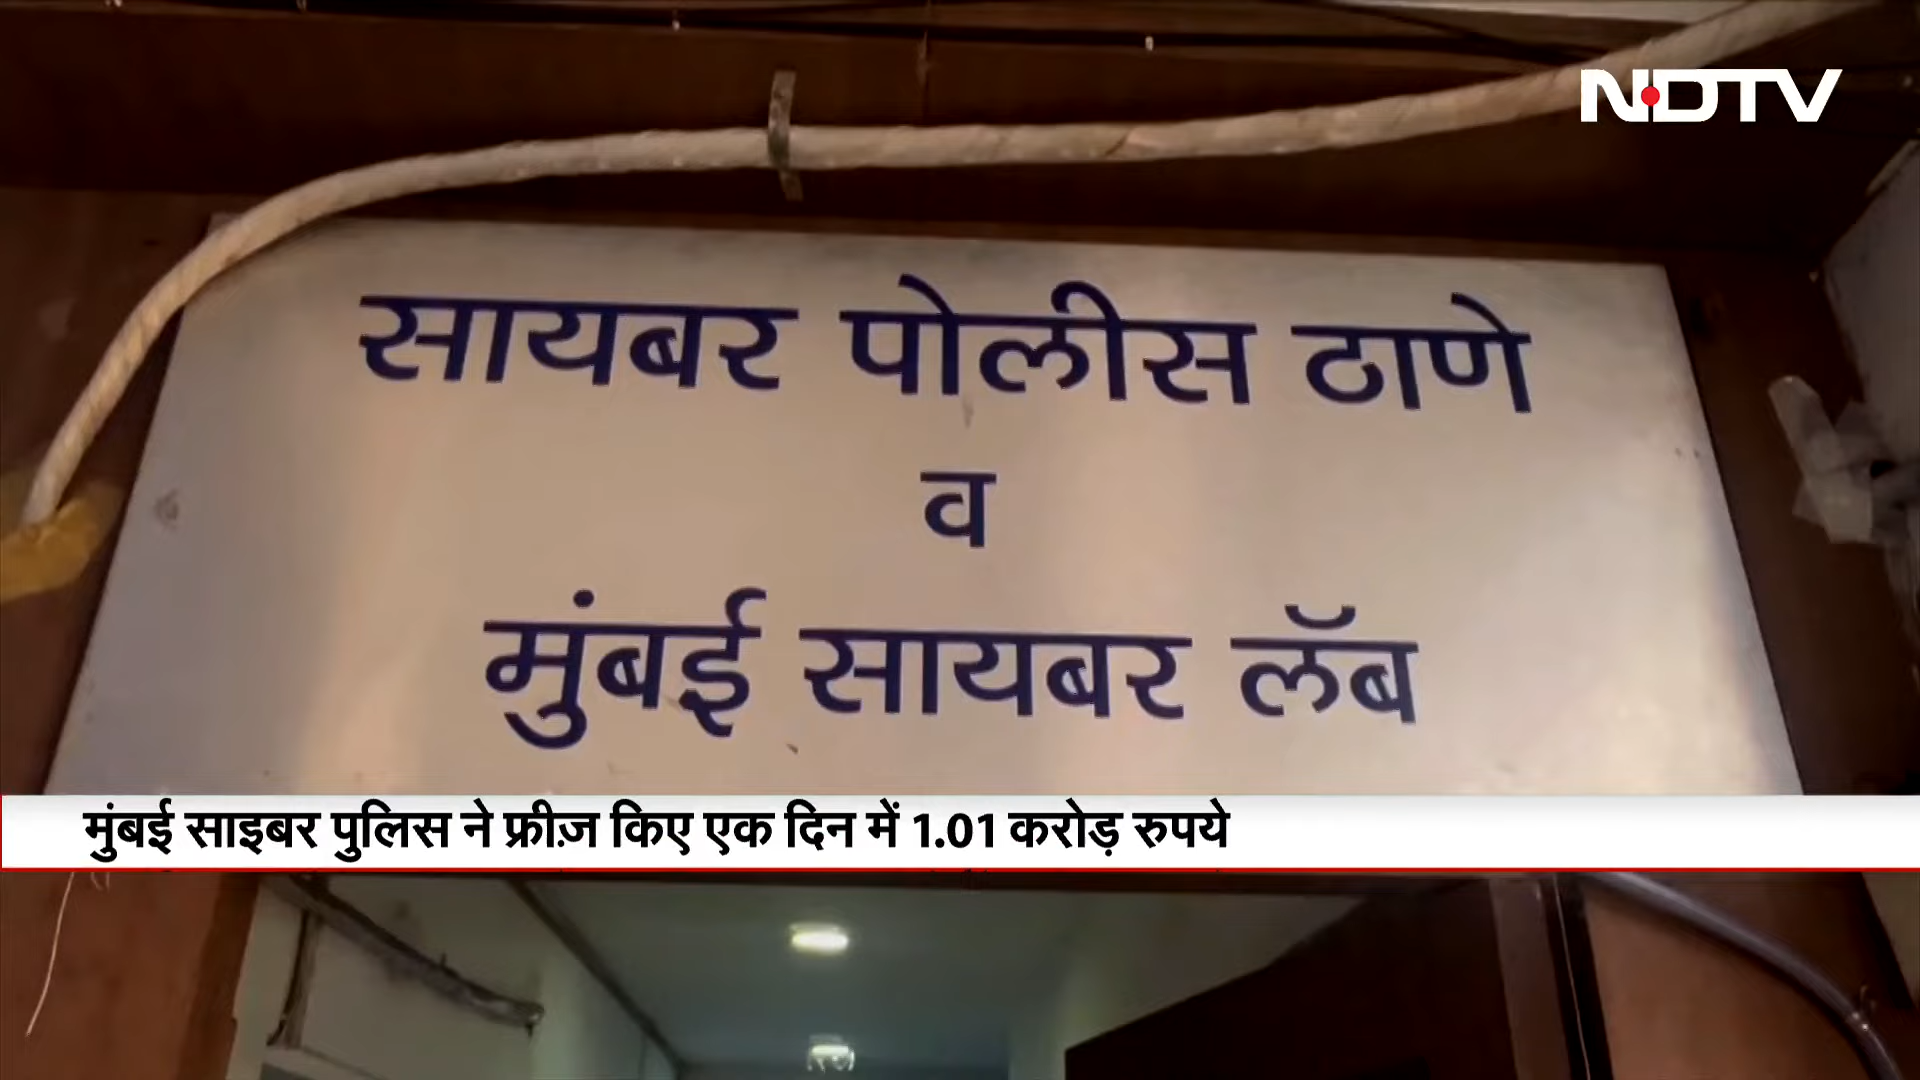 NDTV
सायबर पोलीस ठाणे
व
मुंबई सायबर लॅब
मुंबई साइबर पुलिस ने फ्रीज़ किए एक दिन में 1.01 करोड़ रुपये